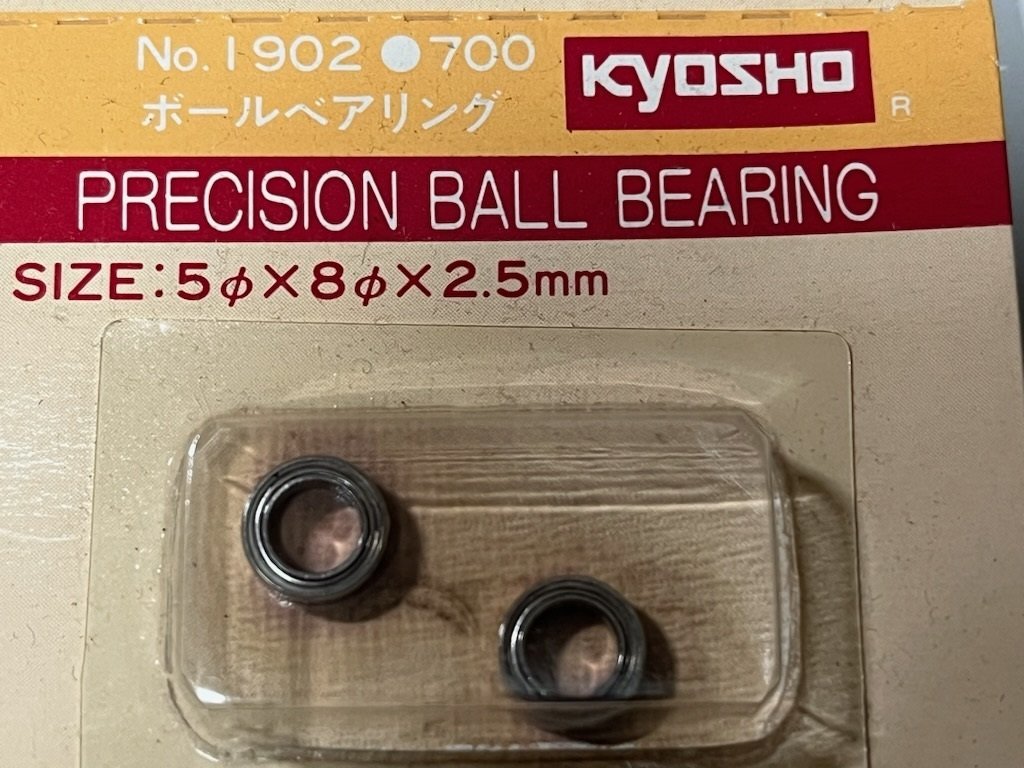 No.1902●700
KYOSHO
R
ボールベアリング
PRECISION BALL BEARING
SIZE:5φ×8φ×2.5mm